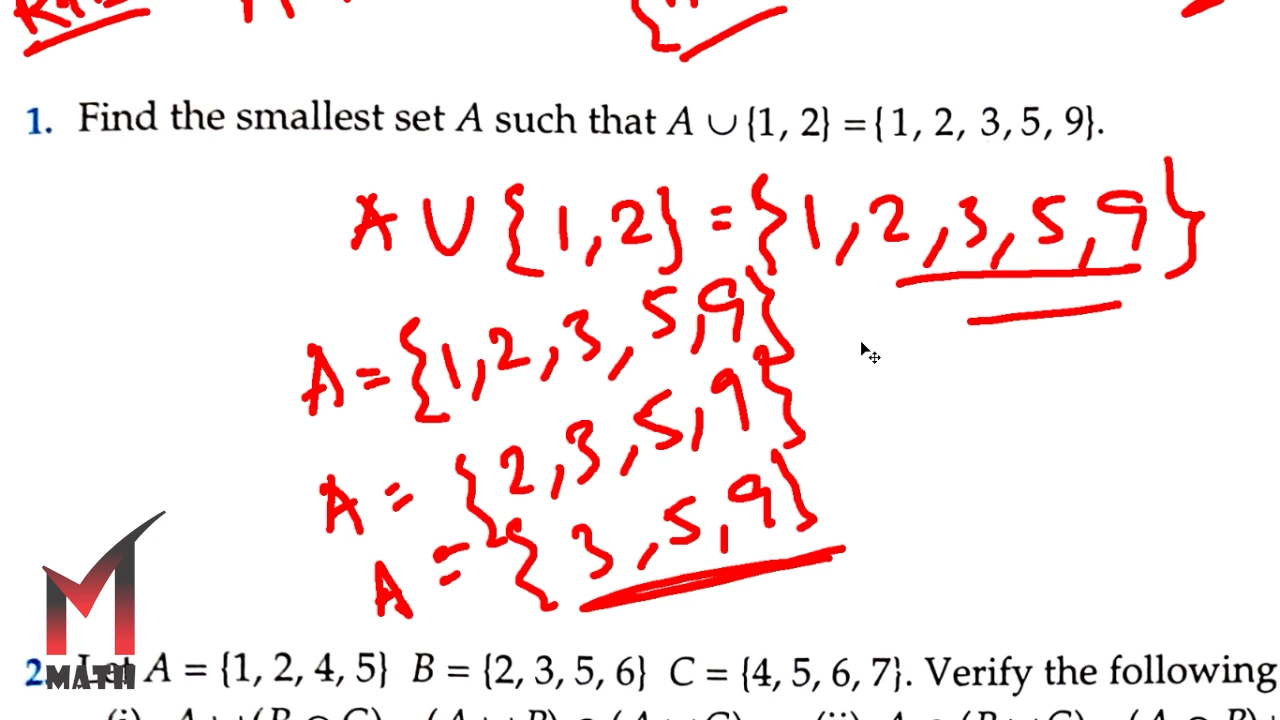 1. Find the smallest set A such that A ∪ {1, 2} = {1, 2, 3, 5, 9}.
A ∪ {1,2} = {1,2,3,5,9}
A = {1,2,3,5,9}
A = {2,3,5,9}
A = {3,5,9}
2. Let A = {1, 2, 4, 5} B = {2, 3, 5, 6} C = {4, 5, 6, 7}. Verify the following
MATH